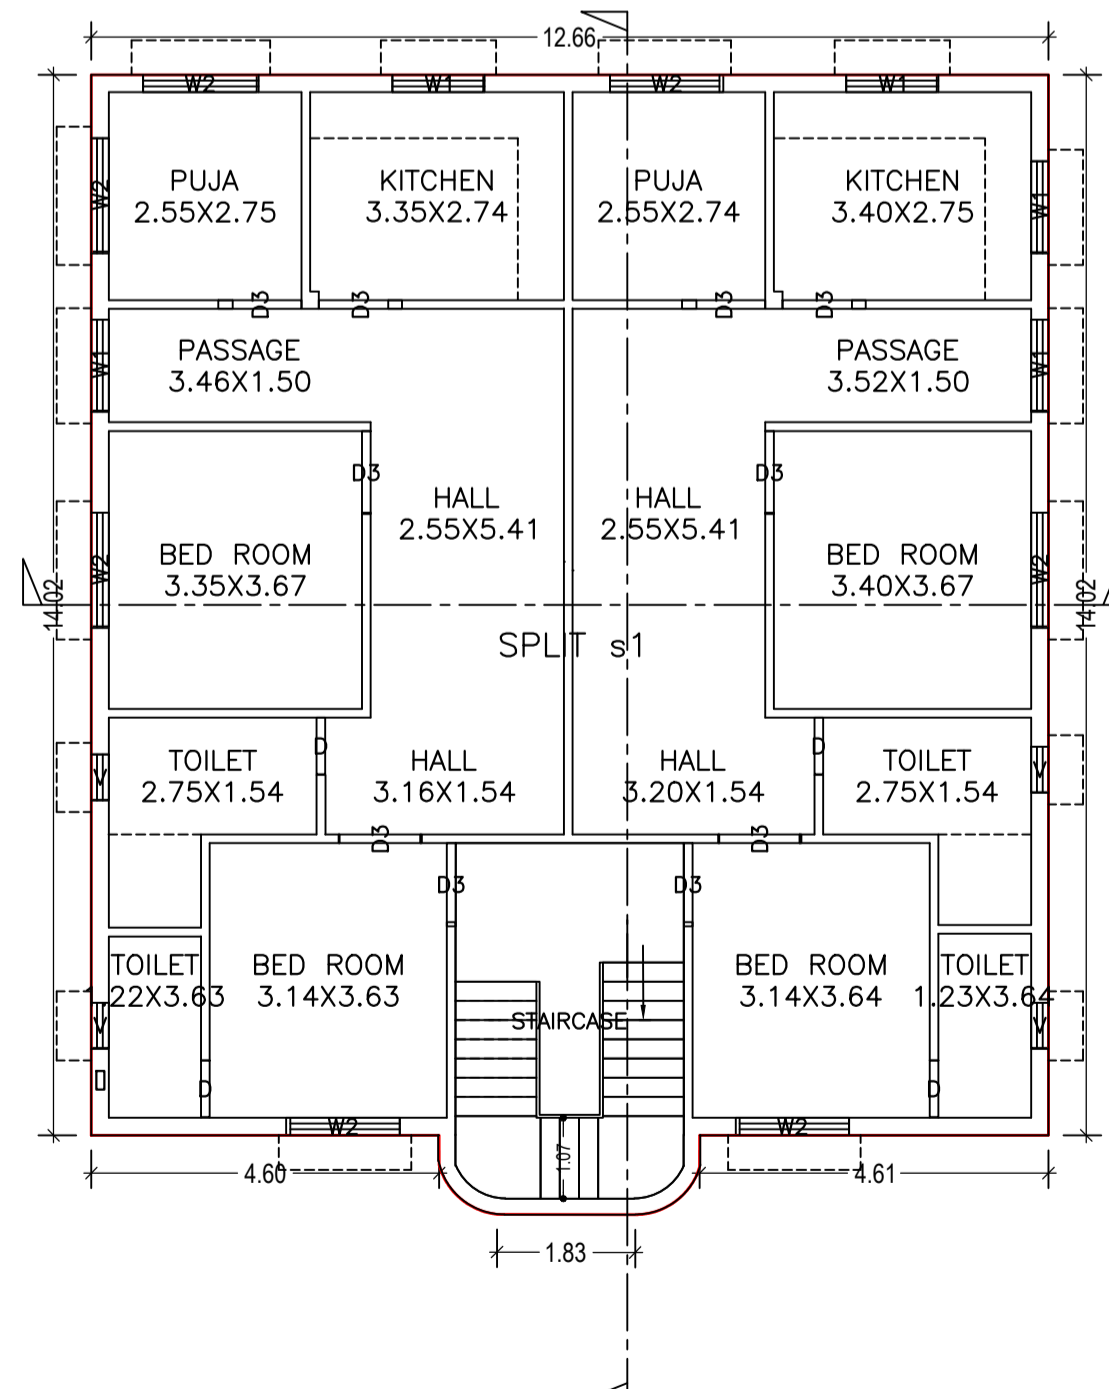 12.66
W2
W1
W2
W1
PUJA
2.55X2.75
KITCHEN
3.35X2.74
PUJA
2.55X2.74
KITCHEN
3.40X2.75
W2
W1
D3
D3
D3
D3
PASSAGE
3.46X1.50
PASSAGE
3.52X1.50
W1
W1
D3
D3
HALL
2.55X5.41
HALL
2.55X5.41
BED ROOM
3.35X3.67
BED ROOM
3.40X3.67
W2
W2
14.02
14.02
SPLIT s1
TOILET
2.75X1.54
D
HALL
3.16X1.54
HALL
3.20X1.54
D
TOILET
2.75X1.54
V
V
D3
D3
D3
D3
TOILET
1.22X3.63
BED ROOM
3.14X3.63
BED ROOM
3.14X3.64
TOILET
1.23X3.64
STAIRCASE
V
V
D
D
W2
W2
1.07
4.60
4.61
1.83